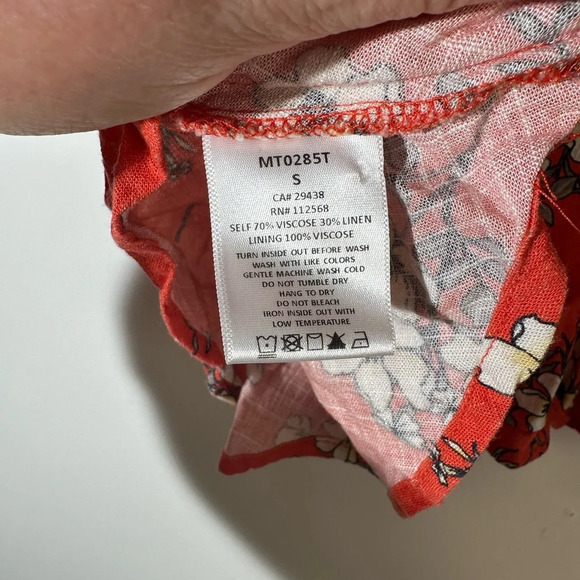 MT0285T
S
CA# 29438
RN# 112568
SELF 70% VISCOSE 30% LINEN
LINING 100% VISCOSE
TURN INSIDE OUT BEFORE WASH
WASH WITH LIKE COLORS
GENTLE MACHINE WASH COLD
DO NOT TUMBLE DRY
HANG TO DRY
DO NOT BLEACH
IRON INSIDE OUT WITH
LOW TEMPERATURE